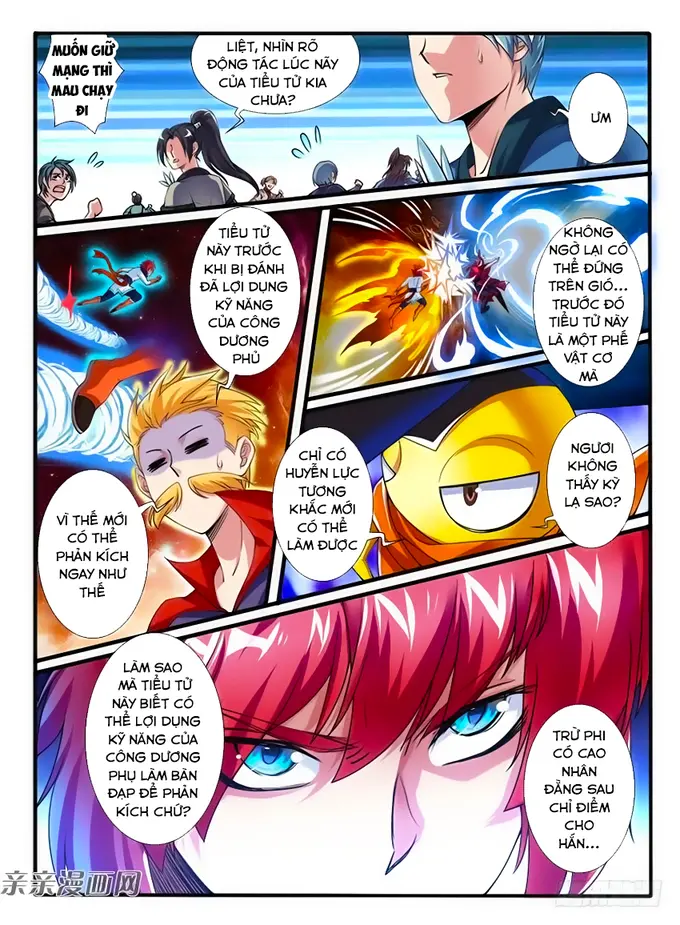 MUỐN GIỮ
MẠNG THÌ
MAU CHẠY
ĐI
LIỆT, NHÌN RÕ
ĐỘNG TÁC LÚC NÃY
CỦA TIỂU TỬ KIA
CHƯA?
ƯM
TIỂU TỬ
NÀY TRƯỚC
KHI BỊ ĐÁNH
ĐÃ LỢI DỤNG
KỸ NĂNG
CỦA CÔNG
DƯƠNG
PHỦ
KHÔNG
NGỜ LẠI CÓ
THỂ ĐỨNG
TRÊN GIÓ...
TRƯỚC ĐÓ
TIỂU TỬ NÀY
LÀ MỘT PHẾ
VẬT CƠ
MÀ
VÌ THẾ MỚI
CÓ THỂ
PHẢN KÍCH
NGAY NHƯ
THẾ
CHỈ CÓ
HUYỄN LỰC
TƯƠNG
KHẮC MỚI
CÓ THỂ
LÀM ĐƯỢC
NGƯƠI
KHÔNG
THẤY KỲ
LẠ SAO?
LÀM SAO
MÀ TIỂU TỬ
NÀY BIẾT CÓ
THỂ LỢI DỤNG
KỸ NĂNG CỦA
CÔNG DƯƠNG
PHỤ LÀM BÀN
ĐẠP ĐỂ PHẢN
KÍCH CHỨ?
TRỪ PHI
CÓ CAO
NHÂN
ĐẰNG SAU
CHỈ ĐIỂM
CHO
HẮN...
亲亲漫画网